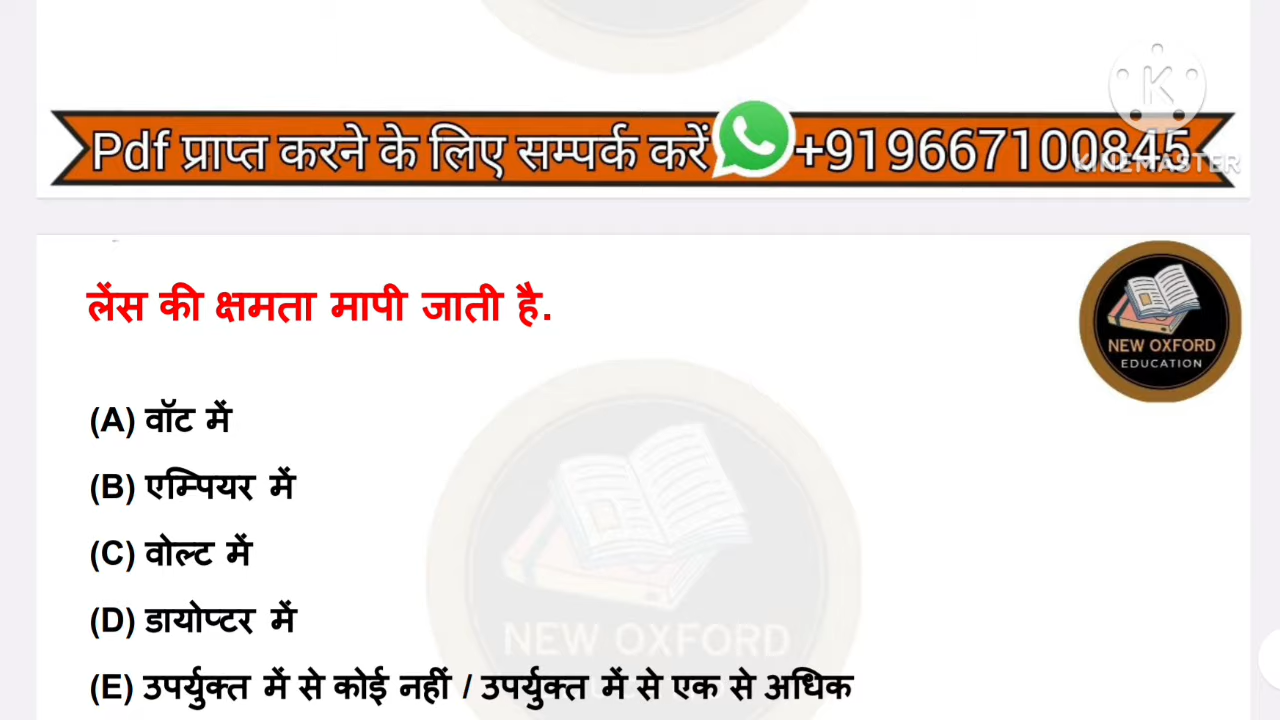 Pdf प्राप्त करने के लिए सम्पर्क करें +919667100845
KINEMASTER
लेंस की क्षमता मापी जाती है.
NEW OXFORD
EDUCATION
(A) वॉट में
(B) एम्पियर में
(C) वोल्ट में
(D) डायोप्टर में
NEW OXFORD
(E) उपर्युक्त में से कोई नहीं / उपर्युक्त में से एक से अधिक